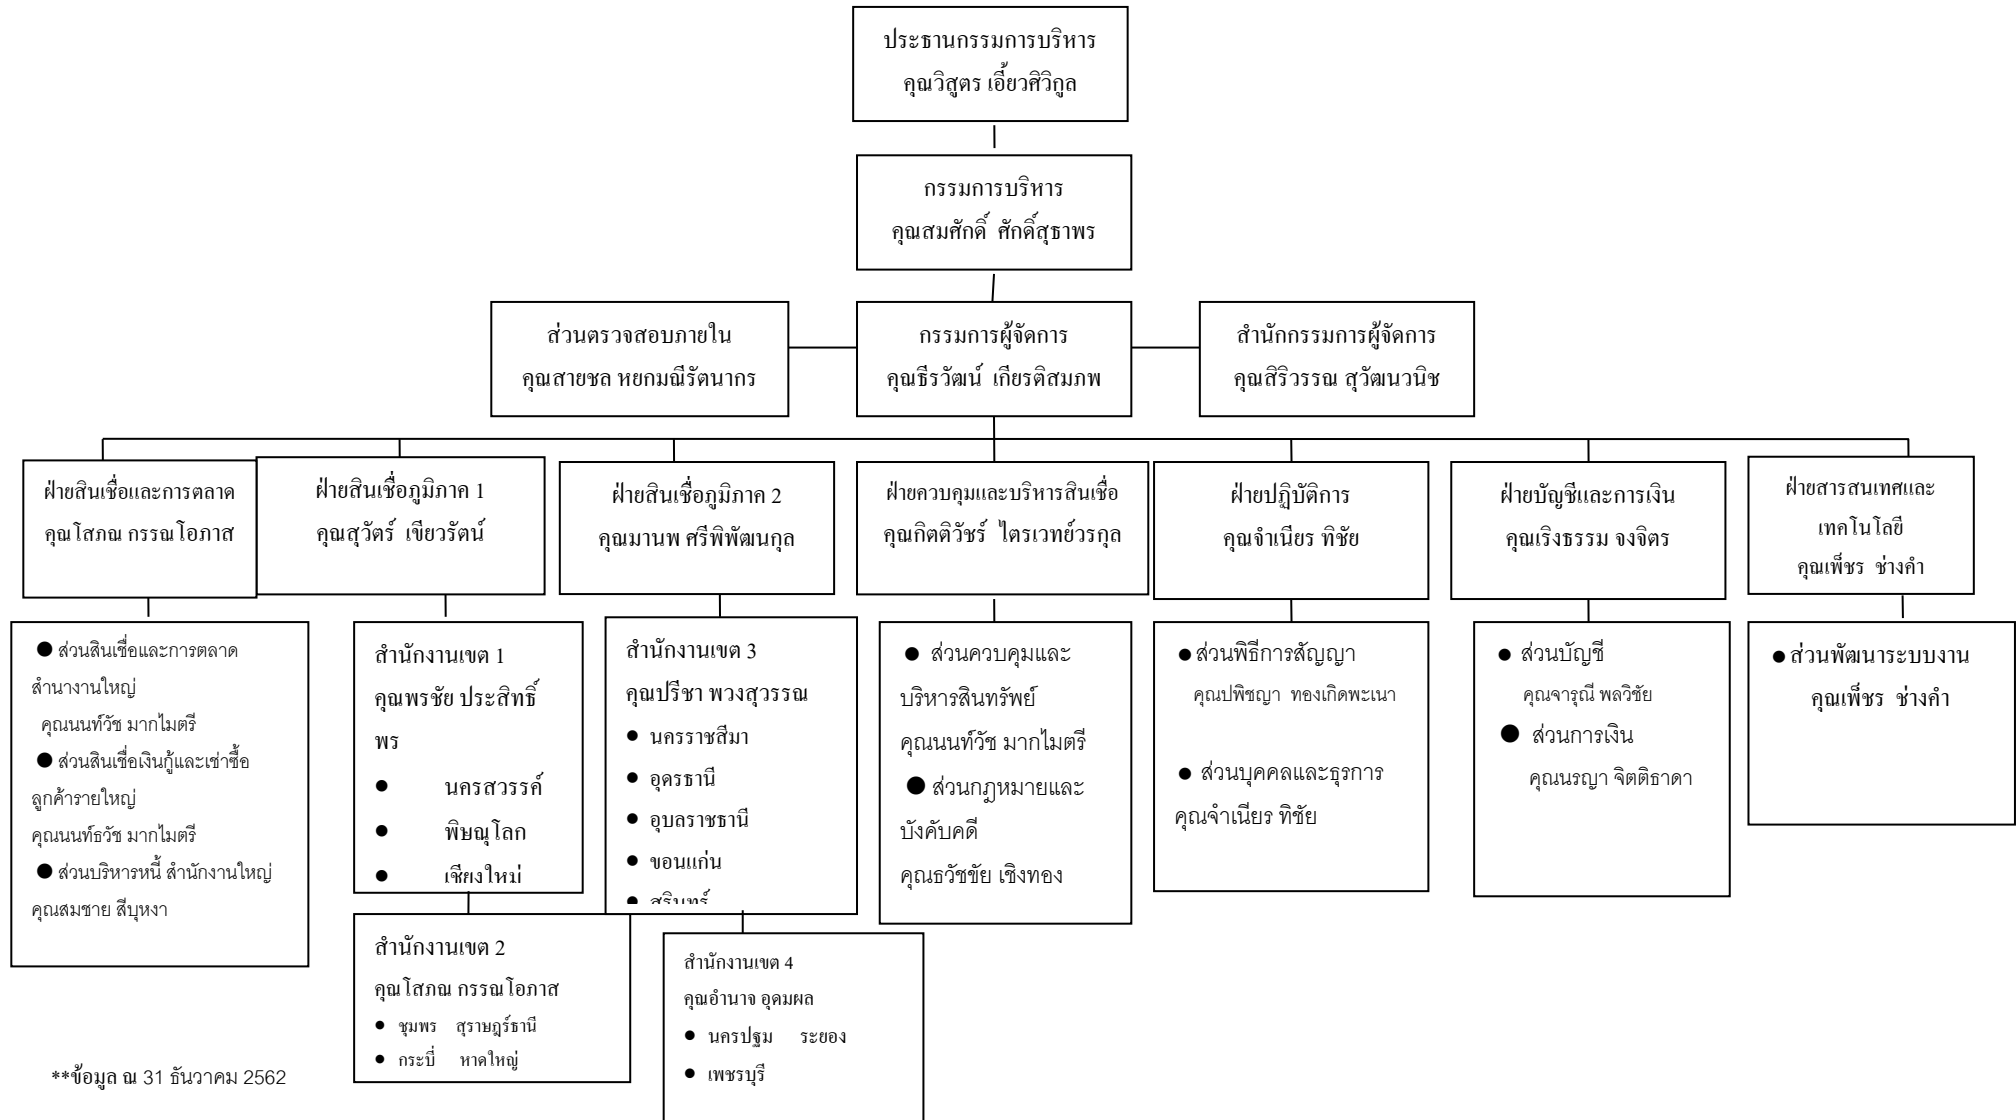 ประธานกรรมการบริหาร
คุณวิสูตร เอี้ยวศิวิกูล
กรรมการบริหาร
คุณสมศักดิ์ ศักดิ์สุธาพร
ส่วนตรวจสอบภายใน
คุณสายชล หยกมณีรัตนากร
กรรมการผู้จัดการ
คุณธีรวัฒน์ เกียรติสมภพ
สำนักกรรมการผู้จัดการ
คุณสิริวรรณ สุวัฒนวนิช
ฝ่ายสินเชื่อและการตลาด
คุณโสภณ กรรณโอภาส
ฝ่ายสินเชื่อภูมิภาค 1
คุณสุวัตร์ เขียวรัตน์
ฝ่ายสินเชื่อภูมิภาค 2
คุณมานพ ศรีพิพัฒนกุล
ฝ่ายควบคุมและบริหารสินเชื่อ
คุณกิตติวัชร์ ไตรเวทย์วรกุล
ฝ่ายปฏิบัติการ
คุณจำเนียร ทิชัย
ฝ่ายบัญชีและการเงิน
คุณเริงธรรม จงจิตร
ฝ่ายสารสนเทศและ
เทคโนโลยี
คุณเพ็ชร ช่างคำ
● ส่วนสินเชื่อและการตลาด
สำนางานใหญ่
คุณนนท์วัช มากไมตรี
● ส่วนสินเชื่อเงินกู้และเช่าซื้อ
ลูกค้ารายใหญ่
คุณนนท์ธวัช มากไมตรี
● ส่วนบริหารหนี้ สำนักงานใหญ่
คุณสมชาย สีบุหงา
สำนักงานเขต 1
คุณพรชัย ประสิทธิ์
พร
● นครสวรรค์
● พิษณุโลก
● เชียงใหม่
สำนักงานเขต 2
คุณโสภณ กรรณโอภาส
● ชุมพร สุราษฎร์ธานี
● กระบี่ หาดใหญ่
สำนักงานเขต 3
คุณปรีชา พวงสุวรรณ
● นครราชสีมา
● อุดรธานี
● อุบลราชธานี
● ขอนแก่น
● สุรินทร์
สำนักงานเขต 4
คุณอำนาจ อุดมผล
● นครปฐม ระยอง
● เพชรบุรี
● ส่วนควบคุมและ
บริหารสินทรัพย์
คุณนนท์วัช มากไมตรี
● ส่วนกฎหมายและ
บังคับคดี
คุณธวัชขัย เชิงทอง
● ส่วนพิธีการสัญญา
คุณปพิชญา ทองเกิดพะเนา
● ส่วนบุคคลและธุรการ
คุณจำเนียร ทิชัย
● ส่วนบัญชี
คุณจารุณี พลวิชัย
● ส่วนการเงิน
คุณนรญา จิตติธาดา
● ส่วนพัฒนาระบบงาน
คุณเพ็ชร ช่างคำ
**ข้อมูล ณ 31 ธันวาคม 2562